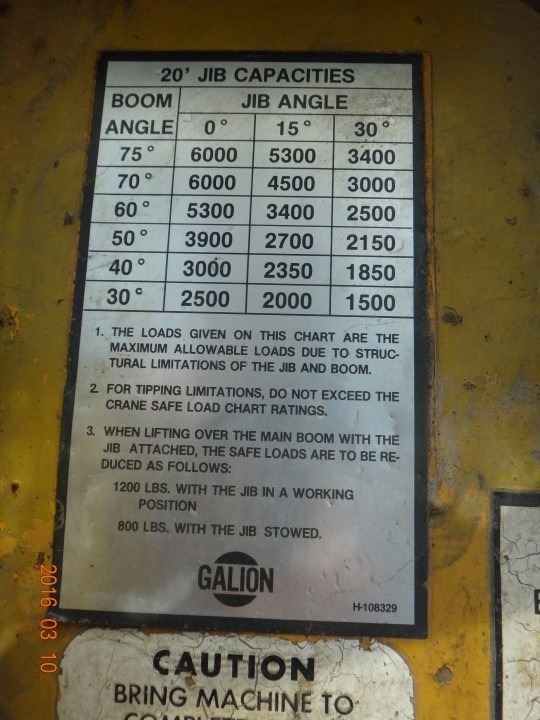 20' JIB CAPACITIES
BOOM ANGLE JIB ANGLE
0° 15° 30°
75° 6000 5300 3400
70° 6000 4500 3000
60° 5300 3400 2500
50° 3900 2700 2150
40° 3000 2350 1850
30° 2500 2000 1500
1. THE LOADS GIVEN ON THIS CHART ARE THE
MAXIMUM ALLOWABLE LOADS DUE TO STRUC-
TURAL LIMITATIONS OF THE JIB AND BOOM.
2. FOR TIPPING LIMITATIONS, DO NOT EXCEED THE
CRANE SAFE LOAD CHART RATINGS.
3. WHEN LIFTING OVER THE MAIN BOOM WITH THE
JIB ATTACHED, THE SAFE LOADS ARE TO BE RE-
DUCED AS FOLLOWS:
1200 LBS. WITH THE JIB IN A WORKING
POSITION
800 LBS. WITH THE JIB STOWED.
GALION
H-108329
2016 03 10
CAUTION
BRING MACHINE TO